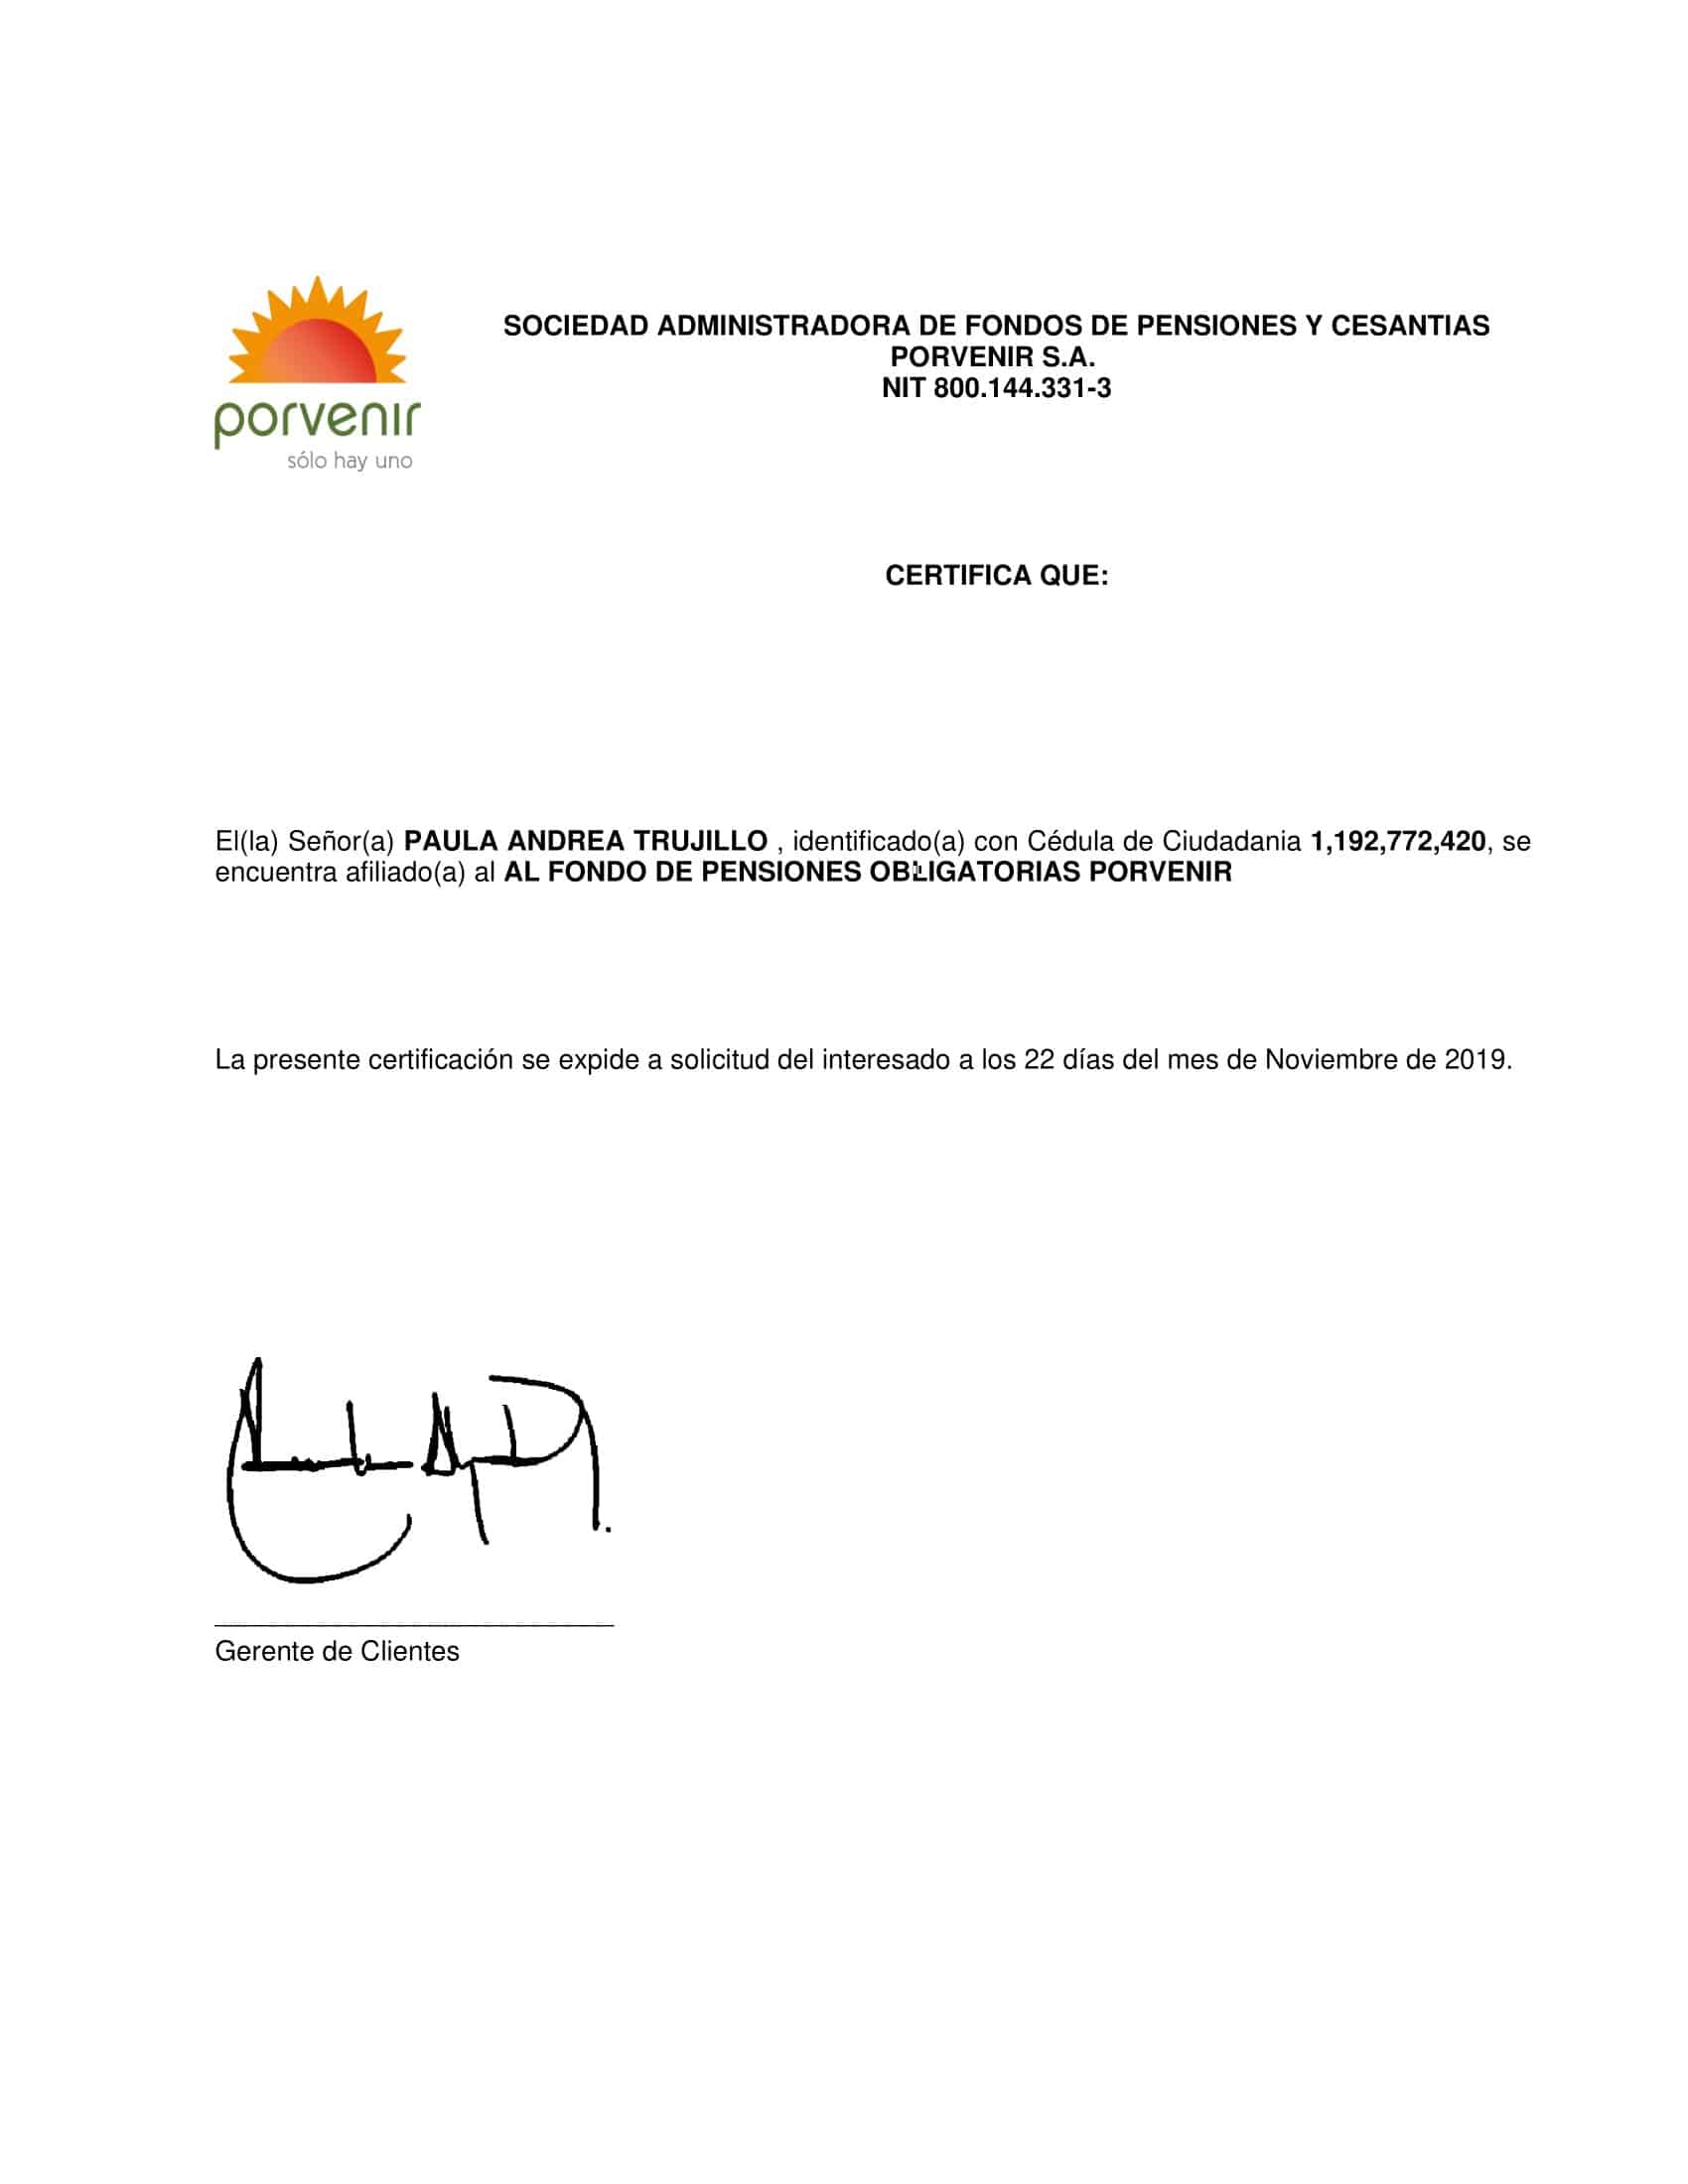 SOCIEDAD ADMINISTRADORA DE FONDOS DE PENSIONES Y CESANTIAS
PORVENIR S.A.
NIT 800.144.331-3
porvenir
sólo hay uno
CERTIFICA QUE:
El(la) Señor(a) PAULA ANDREA TRUJILLO , identificado(a) con Cédula de Ciudadania 1,192,772,420, se
encuentra afiliado(a) al AL FONDO DE PENSIONES OBLIGATORIAS PORVENIR
La presente certificación se expide a solicitud del interesado a los 22 días del mes de Noviembre de 2019.
Gerente de Clientes